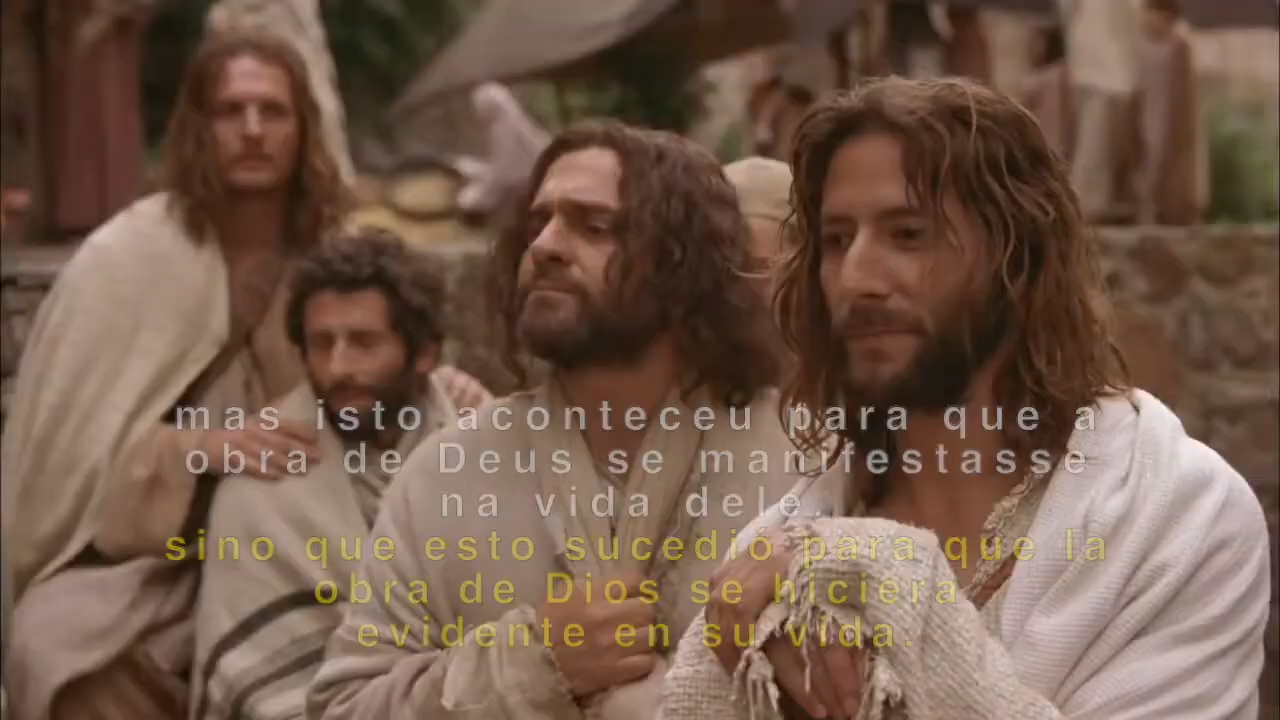 mas isto aconteceu para que a
obra de Deus se manifestasse
na vida dele.
sino que esto sucedió para que la
obra de Dios se hiciera
evidente en su vida.